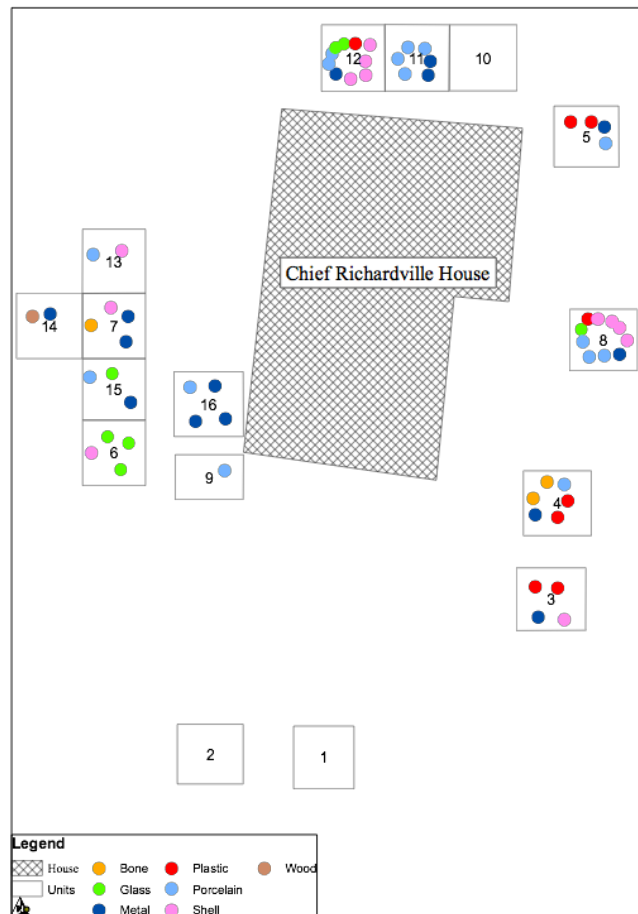 12 11 10
5
Chief Richardville House
13
14 7
8
15
16
6
9
4
3
2 1
Legend
House Bone Plastic Wood
Units Glass Porcelain
Metal Shell